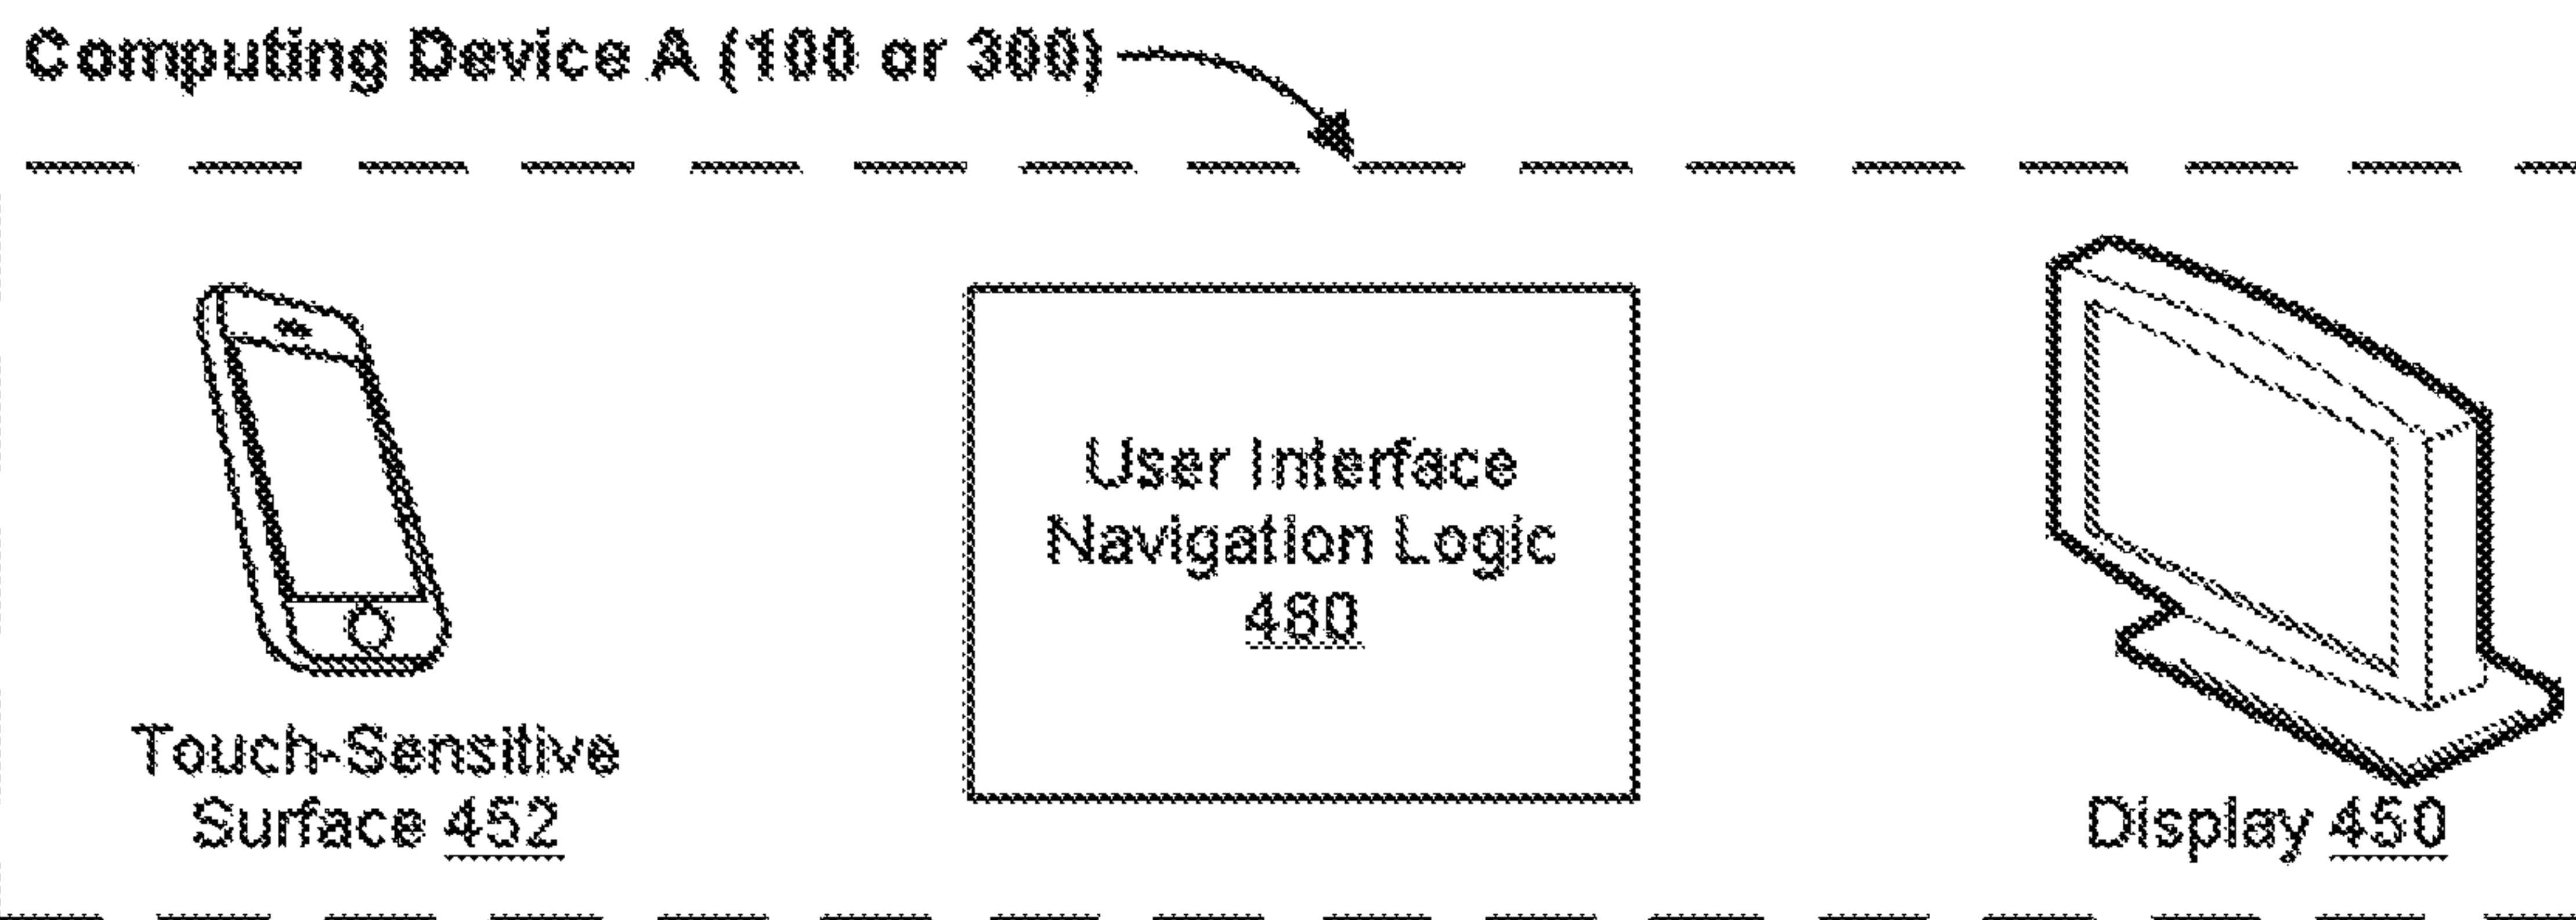 Computing Device A (100 or 300)
User Interface
Navigation Logic
480
Touch-Sensitive
Surface 452
Display 450